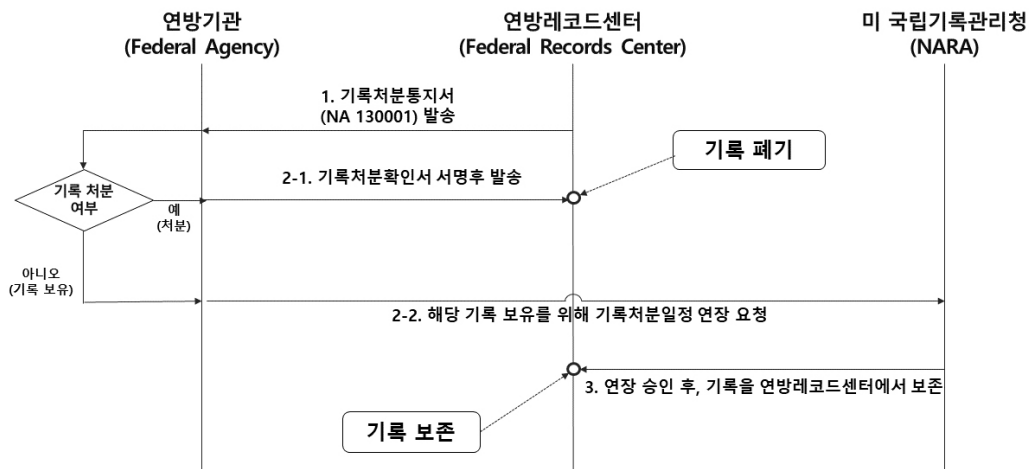 연방기관
(Federal Agency)
연방레코드센터
(Federal Records Center)
미 국립기록관리청
(NARA)
1. 기록처분통지서
(NA 130001) 발송
기록 폐기
2-1. 기록처분확인서 서명후 발송
기록 처분
여부
예
(처분)
아니오
(기록 보유)
2-2. 해당 기록 보유를 위해 기록처분일정 연장 요청
3. 연장 승인 후, 기록을 연방레코드센터에서 보존
기록 보존